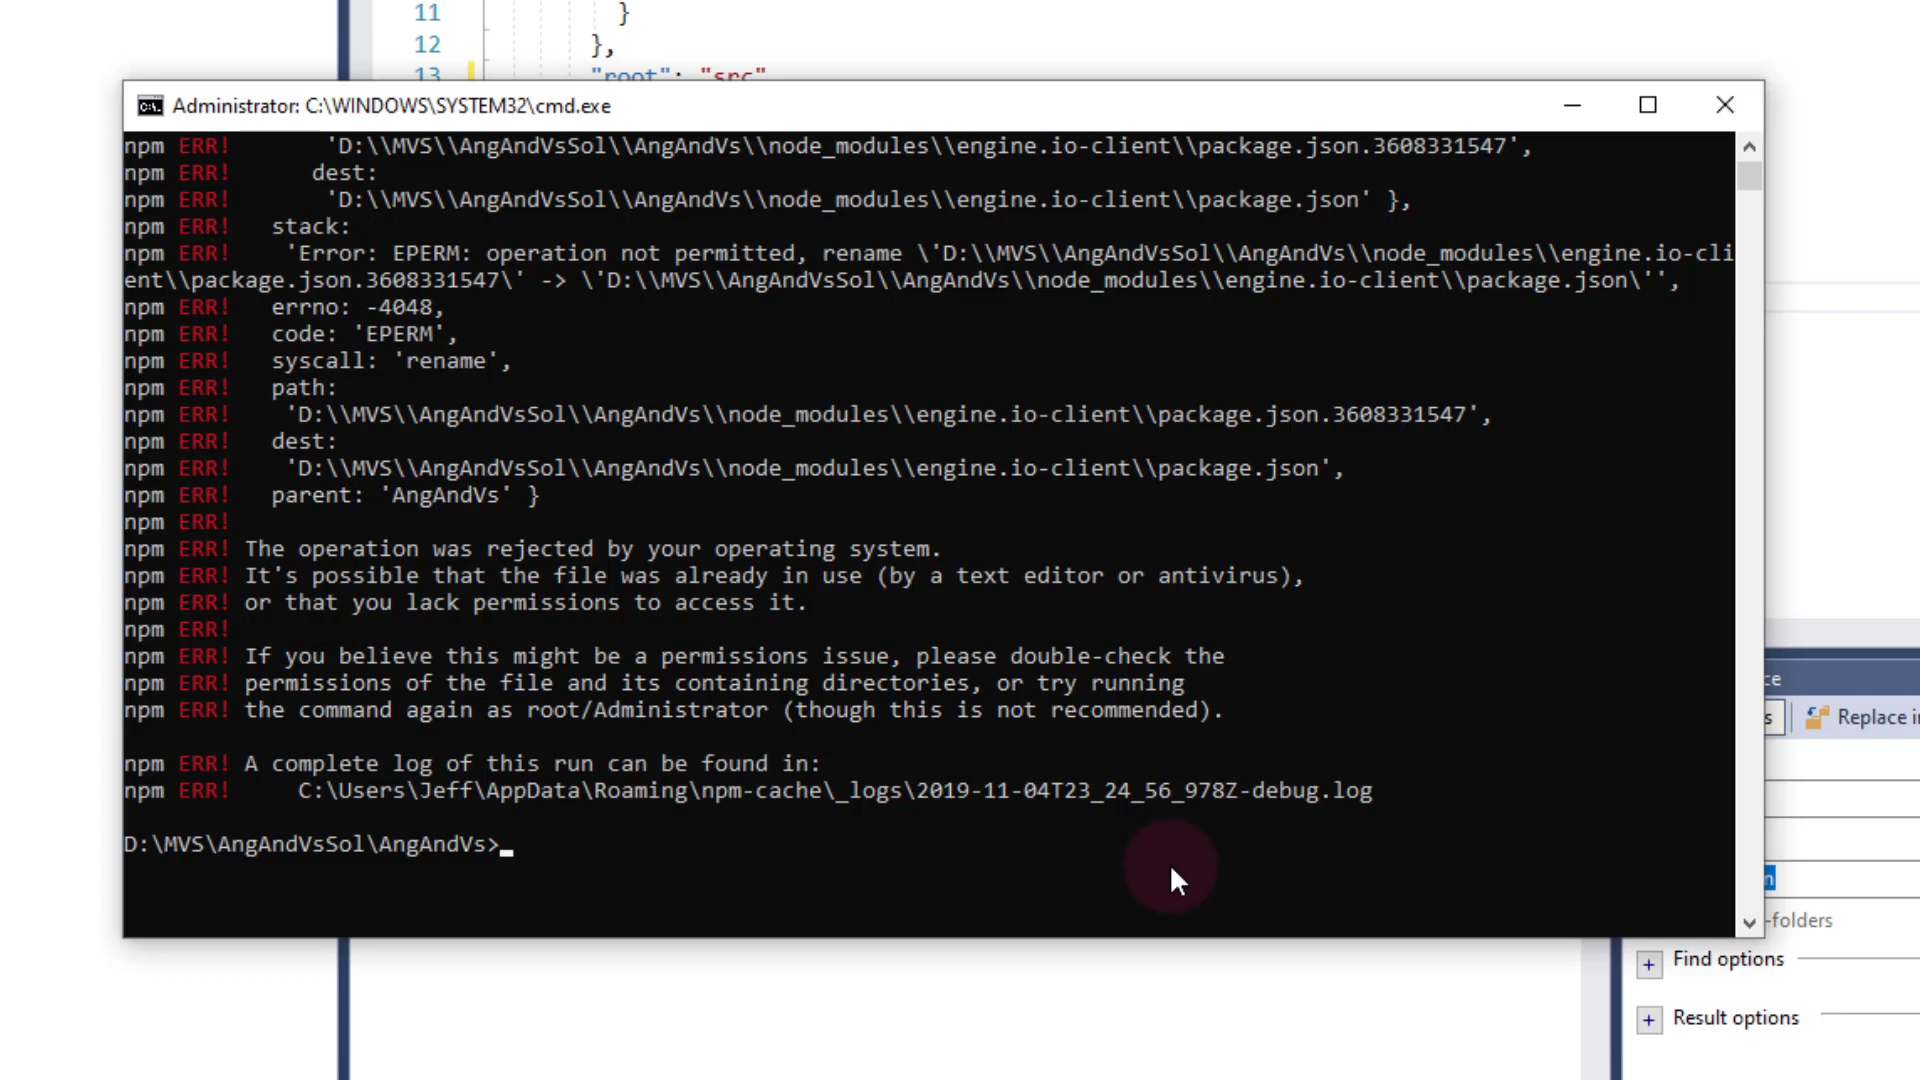 11 }
12 },
13 "root": "src"
Administrator: C:\WINDOWS\SYSTEM32\cmd.exe
npm ERR! 'D:\\MVS\\AngAndVsSol\\AngAndVs\\node_modules\\engine.io-client\\package.json.3608331547',
npm ERR! dest:
npm ERR! 'D:\\MVS\\AngAndVsSol\\AngAndVs\\node_modules\\engine.io-client\\package.json' },
npm ERR! stack:
npm ERR! 'Error: EPERM: operation not permitted, rename \'D:\\MVS\\AngAndVsSol\\AngAndVs\\node_modules\\engine.io-cli
ent\\package.json.3608331547\' -> \'D:\\MVS\\AngAndVsSol\\AngAndVs\\node_modules\\engine.io-client\\package.json\'',
npm ERR! errno: -4048,
npm ERR! code: 'EPERM',
npm ERR! syscall: 'rename',
npm ERR! path:
npm ERR! 'D:\\MVS\\AngAndVsSol\\AngAndVs\\node_modules\\engine.io-client\\package.json.3608331547',
npm ERR! dest:
npm ERR! 'D:\\MVS\\AngAndVsSol\\AngAndVs\\node_modules\\engine.io-client\\package.json',
npm ERR! parent: 'AngAndVs' }
npm ERR!
npm ERR! The operation was rejected by your operating system.
npm ERR! It's possible that the file was already in use (by a text editor or antivirus),
npm ERR! or that you lack permissions to access it.
npm ERR!
npm ERR! If you believe this might be a permissions issue, please double-check the
npm ERR! permissions of the file and its containing directories, or try running
npm ERR! the command again as root/Administrator (though this is not recommended).
npm ERR! A complete log of this run can be found in:
npm ERR! C:\Users\Jeff\AppData\Roaming\npm-cache\_logs\2019-11-04T23_24_56_978Z-debug.log
D:\MVS\AngAndVsSol\AngAndVs>
ce
s Replace in
n
-folders
Find options
Result options